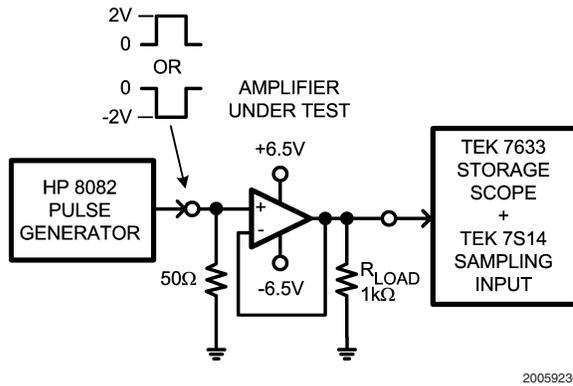 2V
0
OR
0
-2V
AMPLIFIER
UNDER TEST
HP 8082
PULSE
GENERATOR
+6.5V
+
-
-6.5V
50Ω
RLOAD
1kΩ
TEK 7633
STORAGE
SCOPE
+
TEK 7S14
SAMPLING
INPUT
2005923